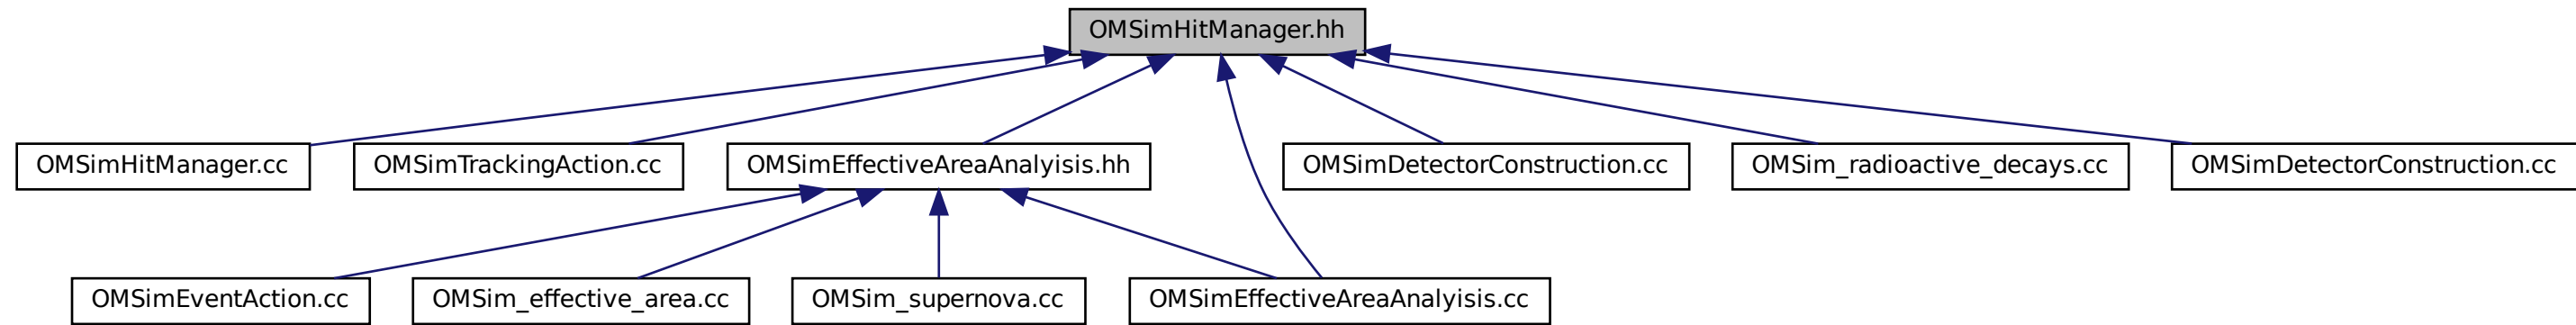 OMSimHitManager.hh
OMSimHitManager.cc
OMSimTrackingAction.cc
OMSimEffectiveAreaAnalyisis.hh
OMSimDetectorConstruction.cc
OMSim_radioactive_decays.cc
OMSimDetectorConstruction.cc
OMSimEventAction.cc
OMSim_effective_area.cc
OMSim_supernova.cc
OMSimEffectiveAreaAnalyisis.cc